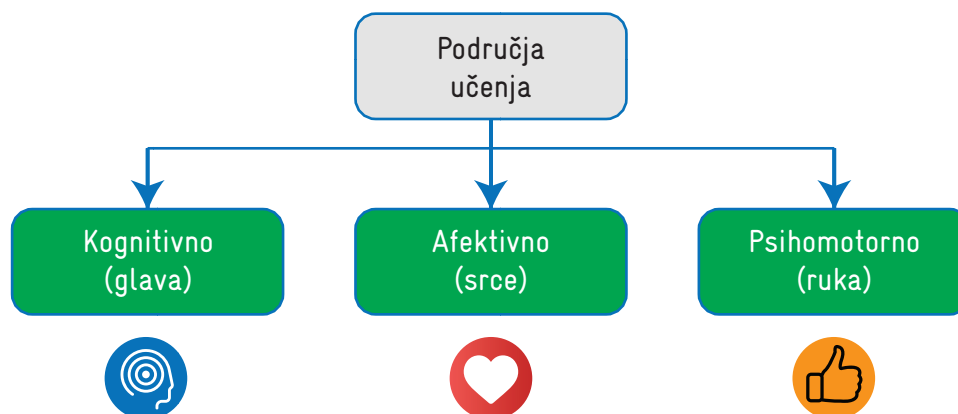 Područja
učenja
Kognitivno
(glava)
Afektivno
(srce)
Psihomotorno
(ruka)